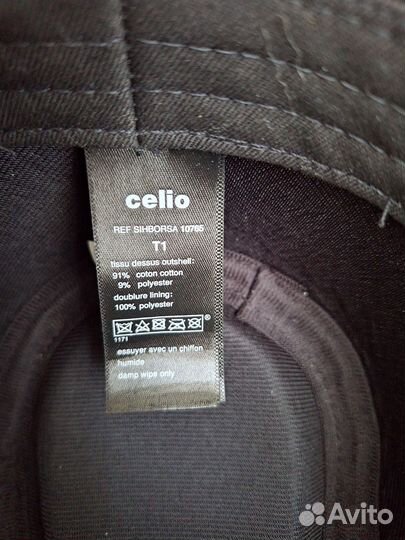 celio
REF SIHBORSA 10765
T1
tissu dessus outshell:
91% coton cotton
9% polyester
doublure lining:
100% polyester
1171
essuyer avec un chiffon
humide
damp wipe only
Avito